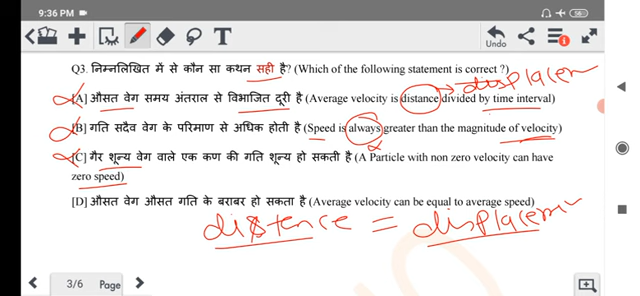 9:36 PM
56
Undo
Q3. निम्नलिखित में से कौन सा कथन सही है? (Which of the following statement is correct ?)
displacem
[A] औसत वेग समय अंतराल से विभाजित दूरी है (Average velocity is distance divided by time interval)
[B] गति सदैव वेग के परिमाण से अधिक होती है (Speed is always greater than the magnitude of velocity)
[C] गैर शून्य वेग वाले एक कण की गति शून्य हो सकती है (A Particle with non zero velocity can have
zero speed)
[D] औसत वेग औसत गति के बराबर हो सकता है (Average velocity can be equal to average speed)
distence = displacem
3/6 Page